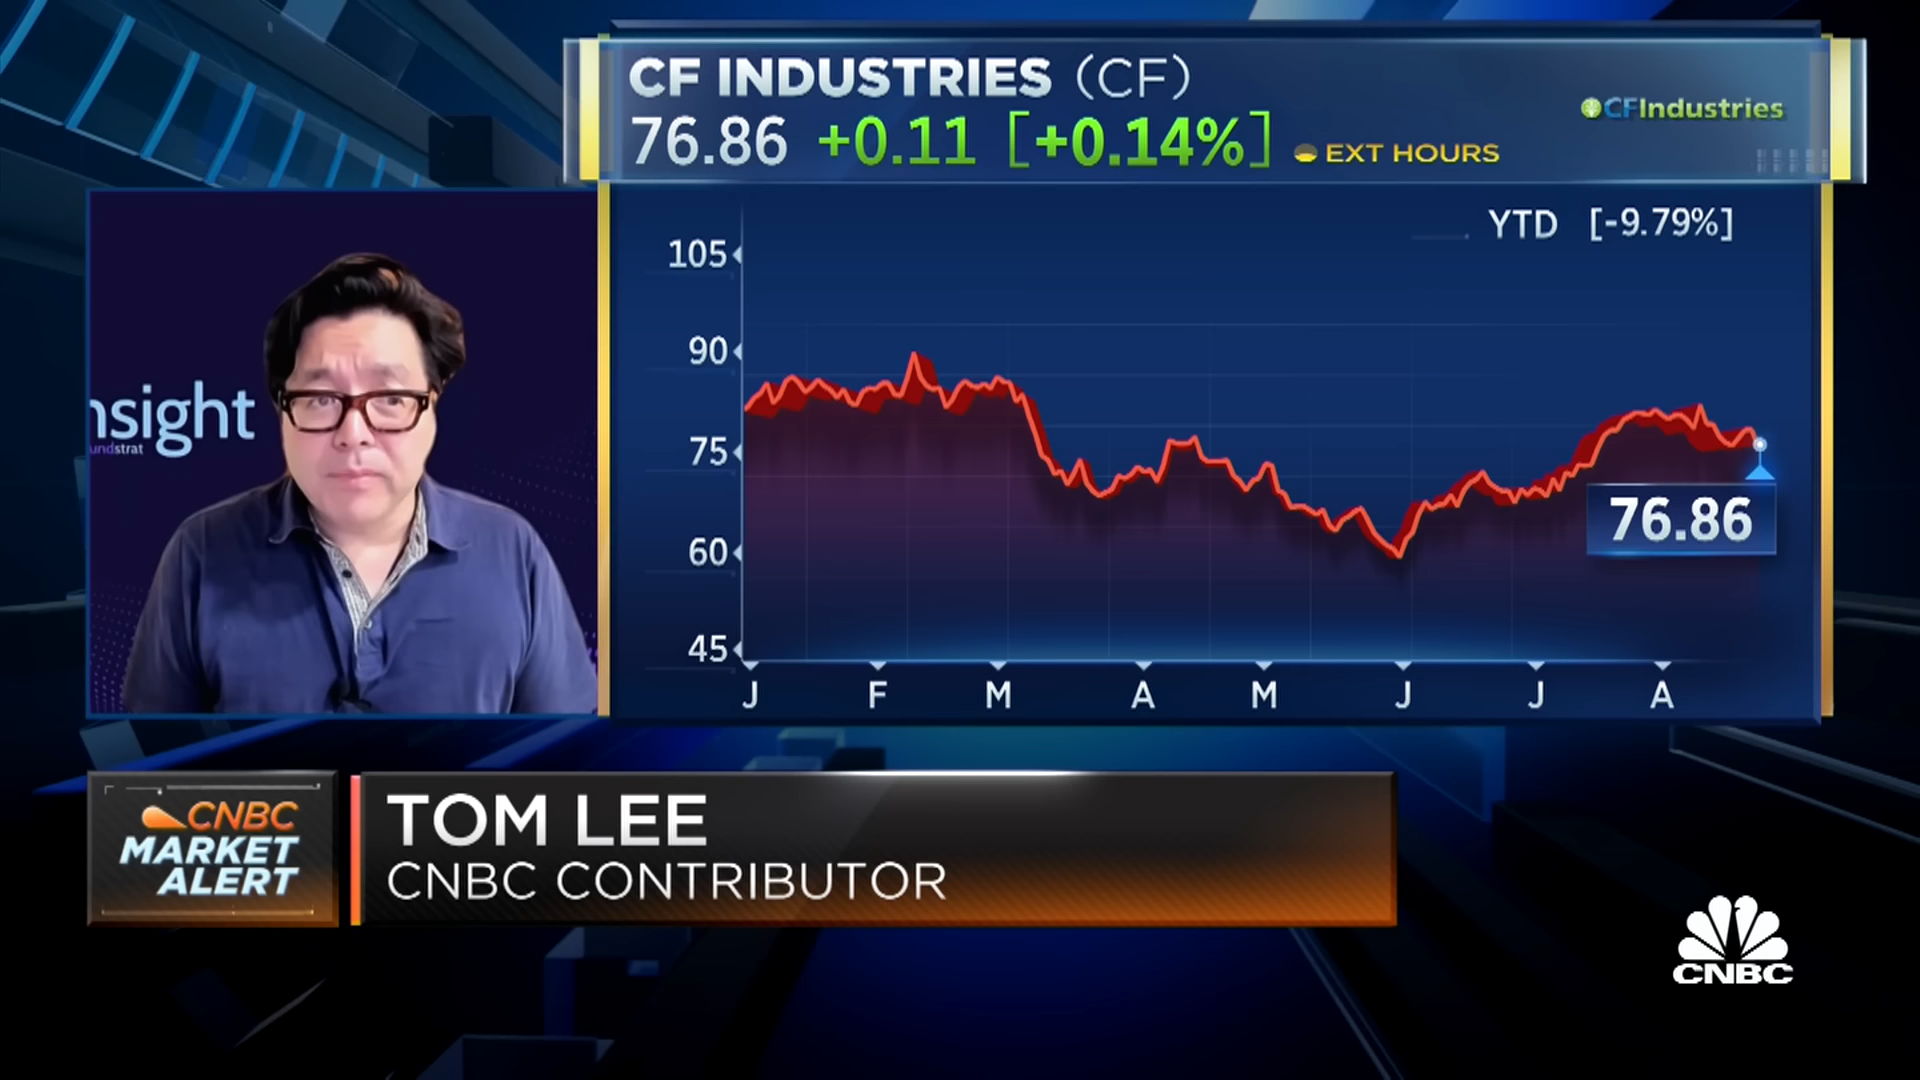 CF INDUSTRIES (CF)
76.86 +0.11 [+0.14%] EXT HOURS
CFIndustries
YTD [-9.79%]
105
90
75
60
45
J F M A M J J A
76.86
nsight
undstrat
CNBC
MARKET
ALERT
TOM LEE
CNBC CONTRIBUTOR
CNBC